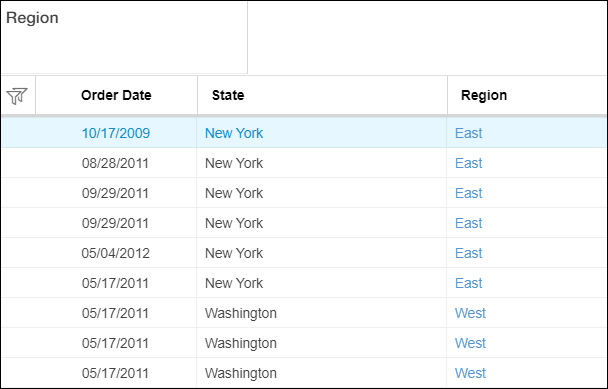 Region
Order Date State Region
10/17/2009 New York East
08/28/2011 New York East
09/29/2011 New York East
09/29/2011 New York East
05/04/2012 New York East
05/17/2011 New York East
05/17/2011 Washington West
05/17/2011 Washington West
05/17/2011 Washington West